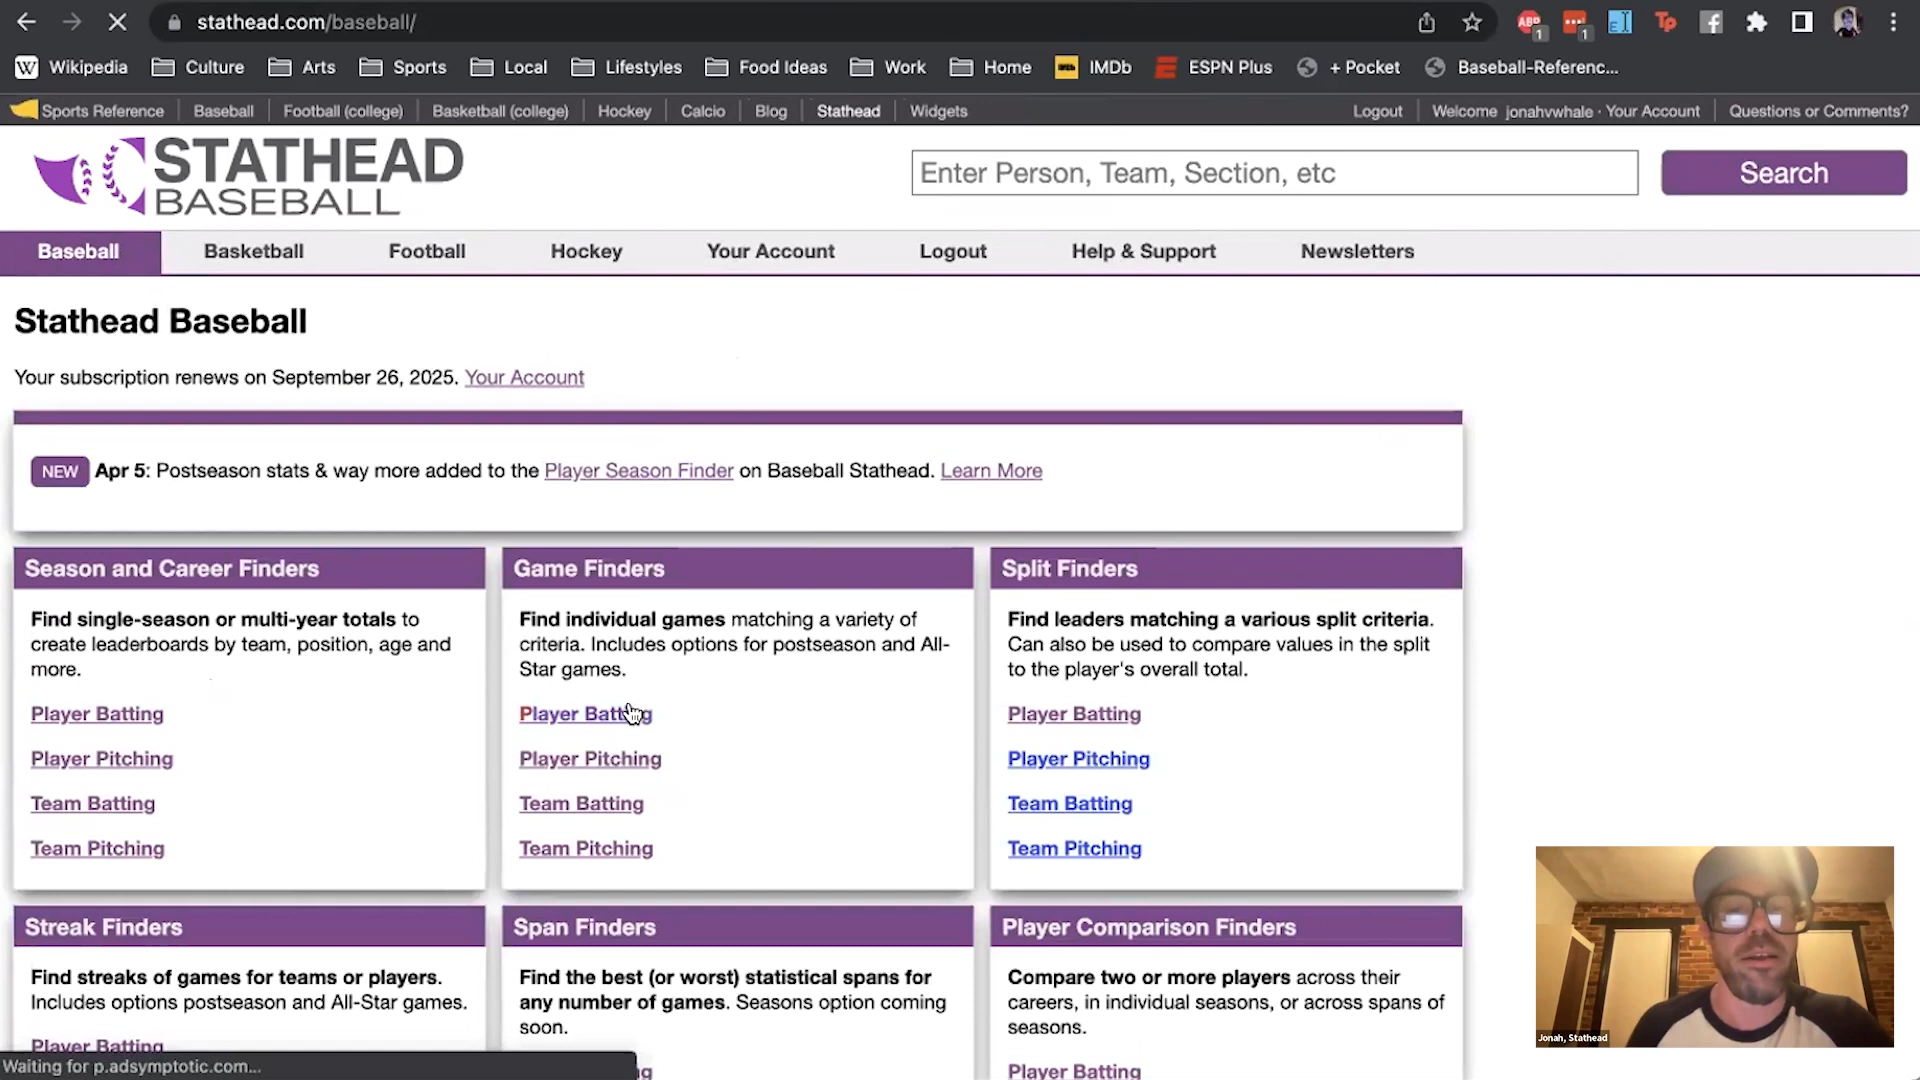 stathead.com/baseball/
Wikipedia Culture Arts Sports Local Lifestyles Food Ideas Work Home IMDb ESPN Plus + Pocket Baseball-Referenc...
Sports Reference Baseball Football (college) Basketball (college) Hockey Calcio Blog Stathead Widgets Logout Welcome jonahvwhale · Your Account Questions or Comments?
STATHEAD
BASEBALL
Enter Person, Team, Section, etc
Search
Baseball Basketball Football Hockey Your Account Logout Help & Support Newsletters
Stathead Baseball
Your subscription renews on September 26, 2025. Your Account
NEW Apr 5: Postseason stats & way more added to the Player Season Finder on Baseball Stathead. Learn More
Season and Career Finders
Find single-season or multi-year totals to
create leaderboards by team, position, age and
more.
Player Batting
Player Pitching
Team Batting
Team Pitching
Game Finders
Find individual games matching a variety of
criteria. Includes options for postseason and All-
Star games.
Player Batting
Player Pitching
Team Batting
Team Pitching
Split Finders
Find leaders matching a various split criteria.
Can also be used to compare values in the split
to the player's overall total.
Player Batting
Player Pitching
Team Batting
Team Pitching
Streak Finders
Find streaks of games for teams or players.
Includes options postseason and All-Star games.
Player Batting
Span Finders
Find the best (or worst) statistical spans for
any number of games. Seasons option coming
soon.
Player Comparison Finders
Compare two or more players across their
careers, in individual seasons, or across spans of
seasons.
Player Batting
Waiting for p.adsymptotic.com...
Jonah, Stathead